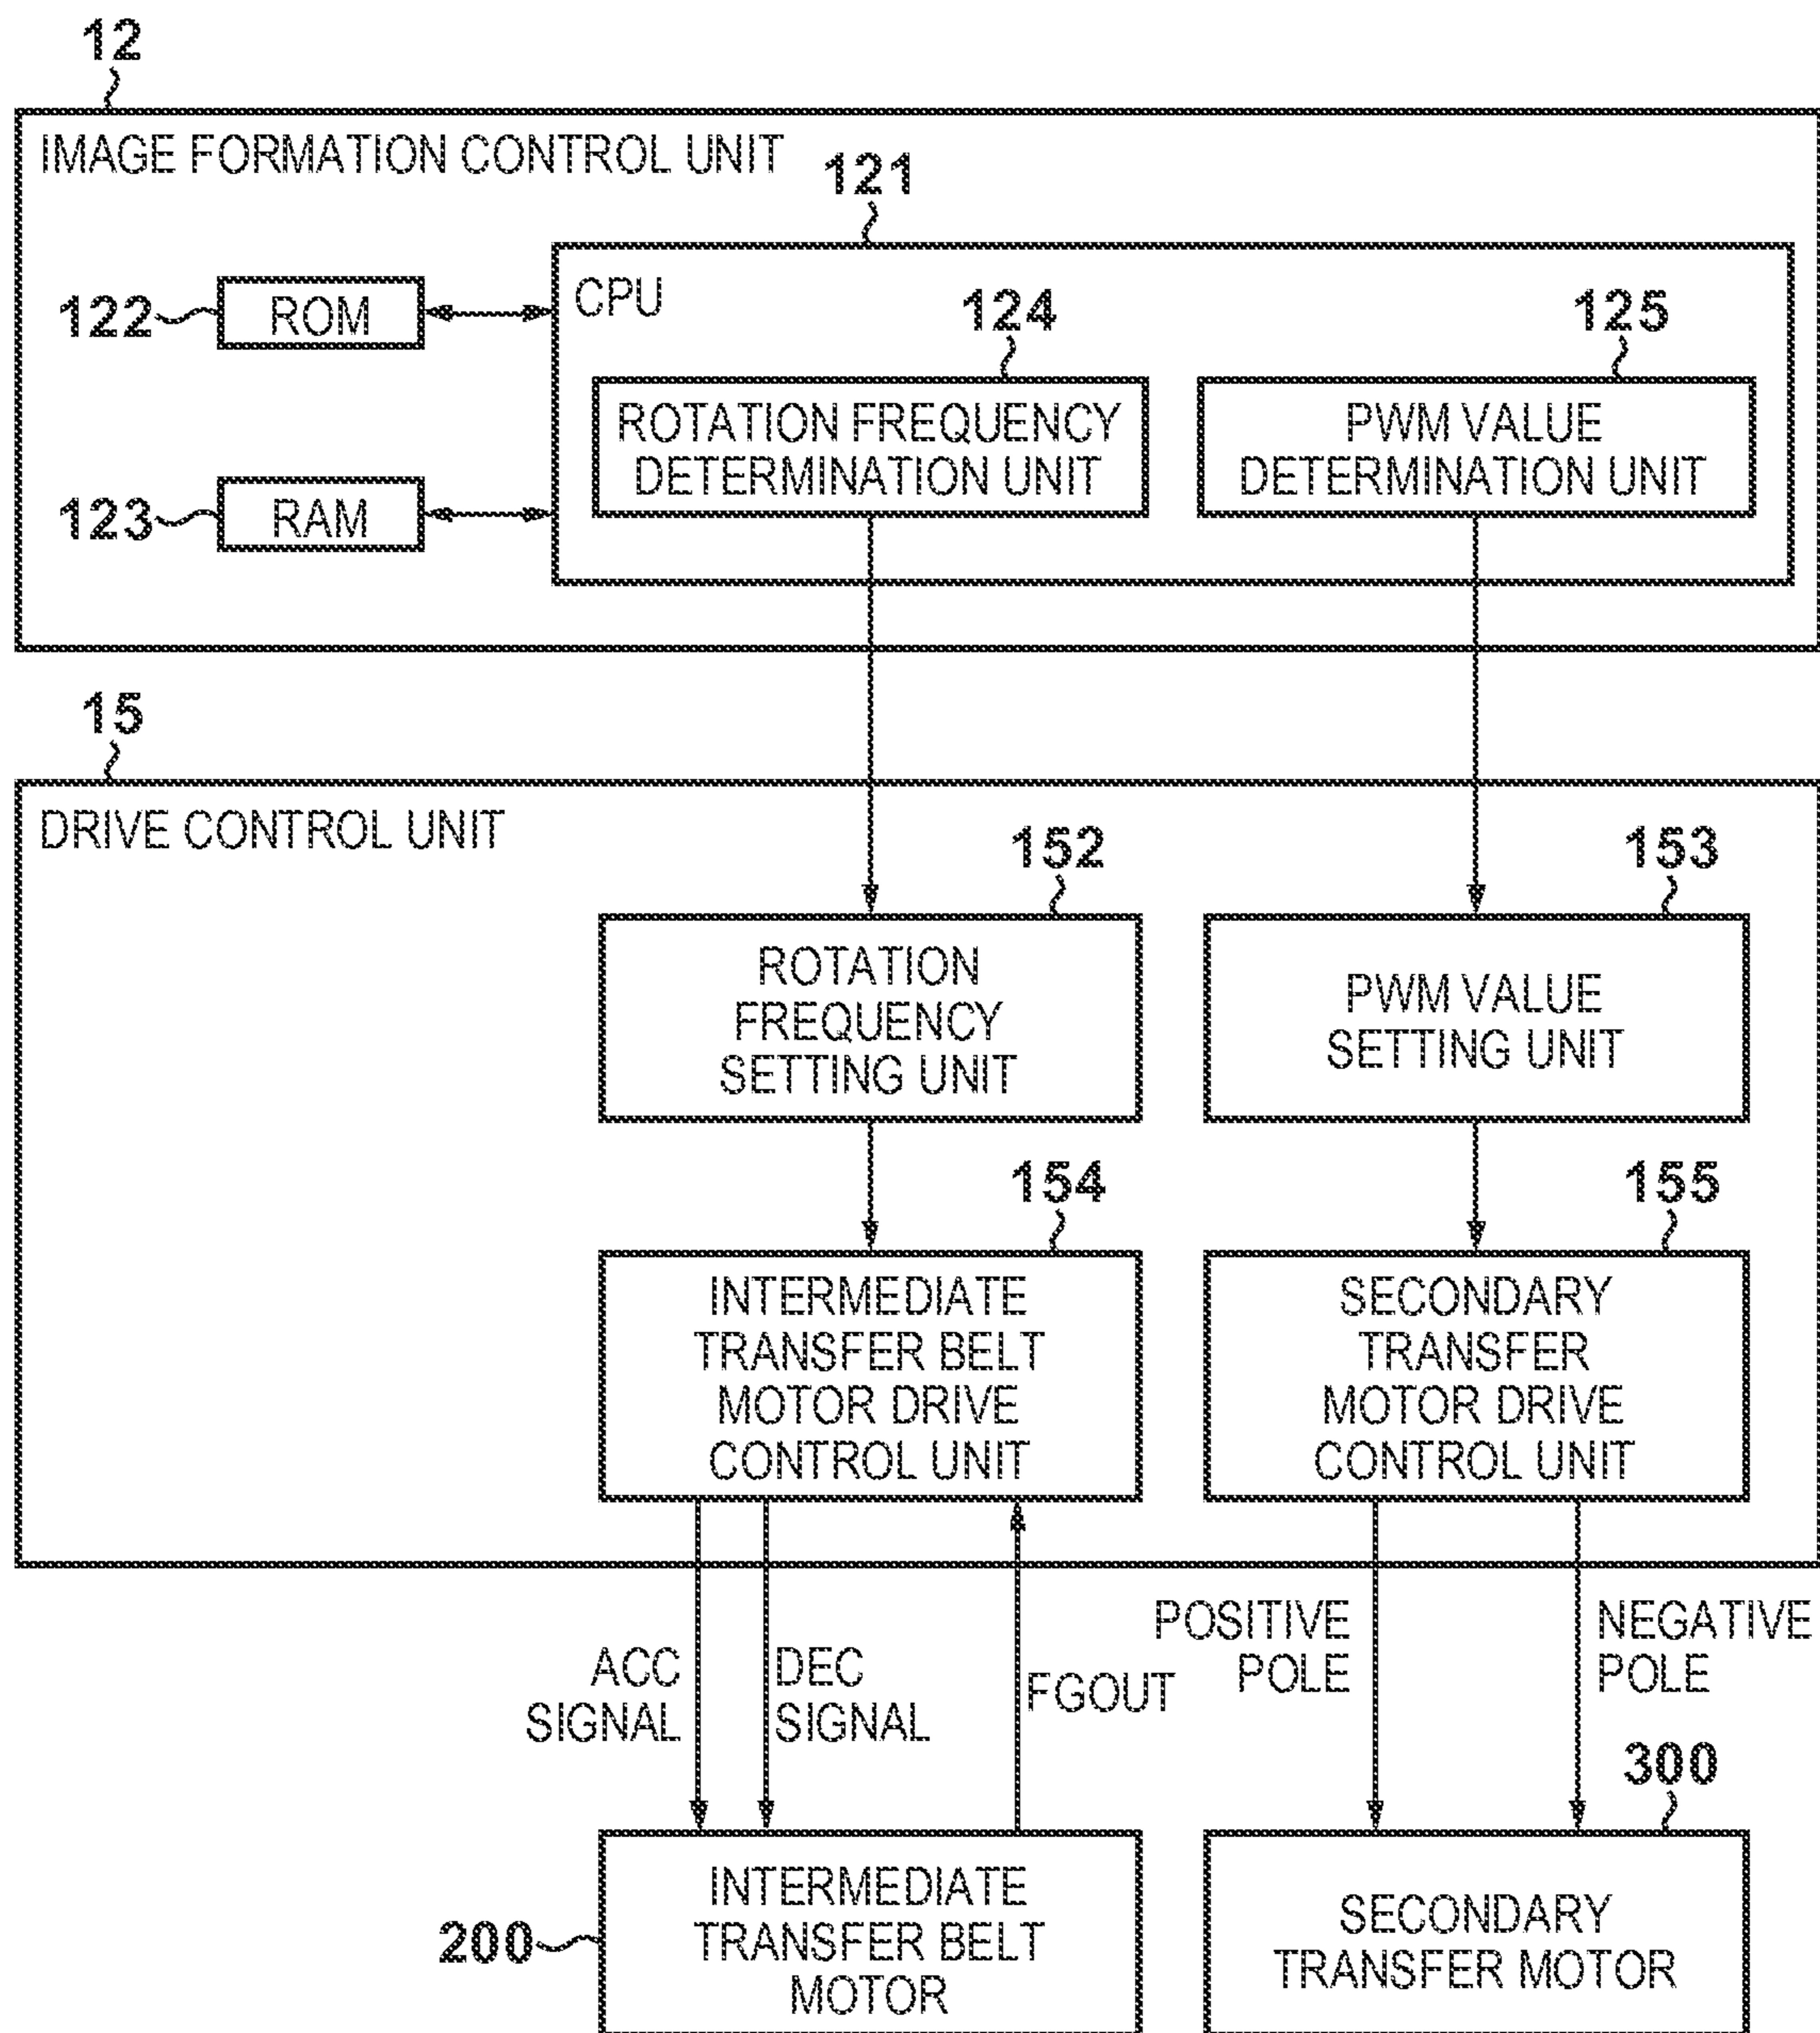 12
IMAGE FORMATION CONTROL UNIT
121
122
ROM
CPU
124
125
ROTATION FREQUENCY
DETERMINATION UNIT
PWM VALUE
DETERMINATION UNIT
123
RAM
15
DRIVE CONTROL UNIT
152
153
ROTATION
FREQUENCY
SETTING UNIT
PWM VALUE
SETTING UNIT
154
155
INTERMEDIATE
TRANSFER BELT
MOTOR DRIVE
CONTROL UNIT
SECONDARY
TRANSFER
MOTOR DRIVE
CONTROL UNIT
ACC
SIGNAL
DEC
SIGNAL
FGOUT
POSITIVE
POLE
NEGATIVE
POLE
300
200
INTERMEDIATE
TRANSFER BELT
MOTOR
SECONDARY
TRANSFER MOTOR